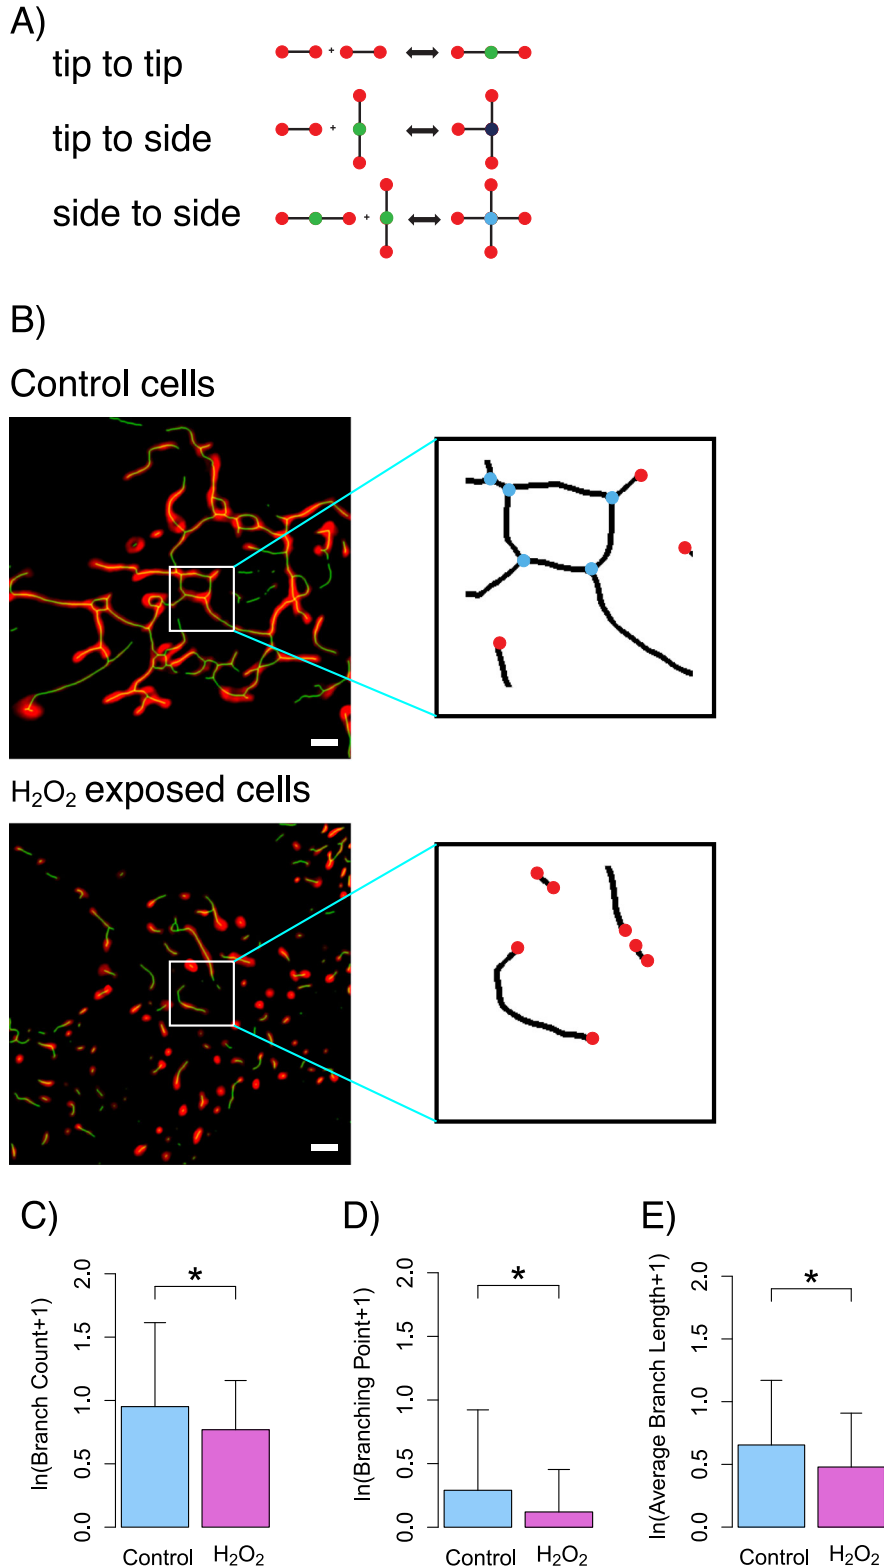 A)
tip to tip
+
tip to side
+
side to side
+
B)
Control cells
H₂O₂ exposed cells
C)
D)
E)
ln(Branch Count+1)
0.0
0.5
1.0
1.5
2.0
*
Control
H₂O₂
ln(Branching Point+1)
0.0
0.5
1.0
1.5
2.0
*
Control
H₂O₂
ln(Average Branch Length+1)
0.0
0.5
1.0
1.5
2.0
*
Control
H₂O₂